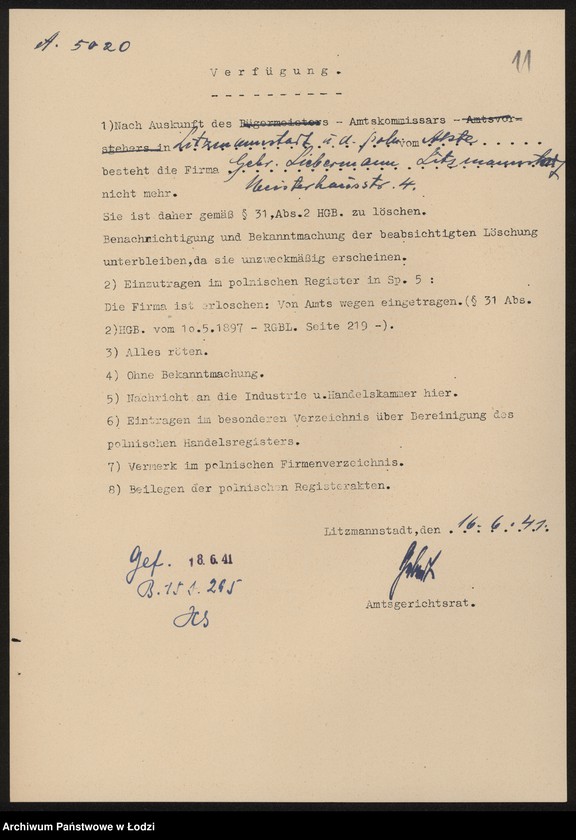 A. 5020
11
Verfügung.
----------
1)Nach Auskunft des Bügermeisters - Amtskommissars - Amtsvor-
stehers in Litzmannstadt u. d. poln. vom Akte
besteht die Firma Gebr. Liebermann, Litzmannstadt
Meisterhausstr. 4.
nicht mehr.
Sie ist daher gemäß § 31,Abs.2 HGB. zu löschen.
Benachrichtigung und Bekanntmachung der beabsichtigten Löschung
unterbleiben,da sie unzweckmäßig erscheinen.
2) Einzutragen im polnischen Register in Sp. 5 :
Die Firma ist erloschen: Von Amts wegen eingetragen.(§ 31 Abs.
2)HGB. vom 1o.5.1897 - RGBL. Seite 219 -).
3) Alles röten.
4) Ohne Bekanntmachung.
5) Nachricht an die Industrie u.Handelskammer hier.
6) Eintragen im besonderen Verzeichnis über Bereinigung des
polnischen Handelsregisters.
7) Vermerk im polnischen Firmenverzeichnis.
8) Beilegen der polnischen Registerakten.
Litzmannstadt,den 16. 6. 41.
Gef. 18.6.41
B. 15 S. 265
Amtsgerichtsrat.
Archiwum Państwowe w Łodzi